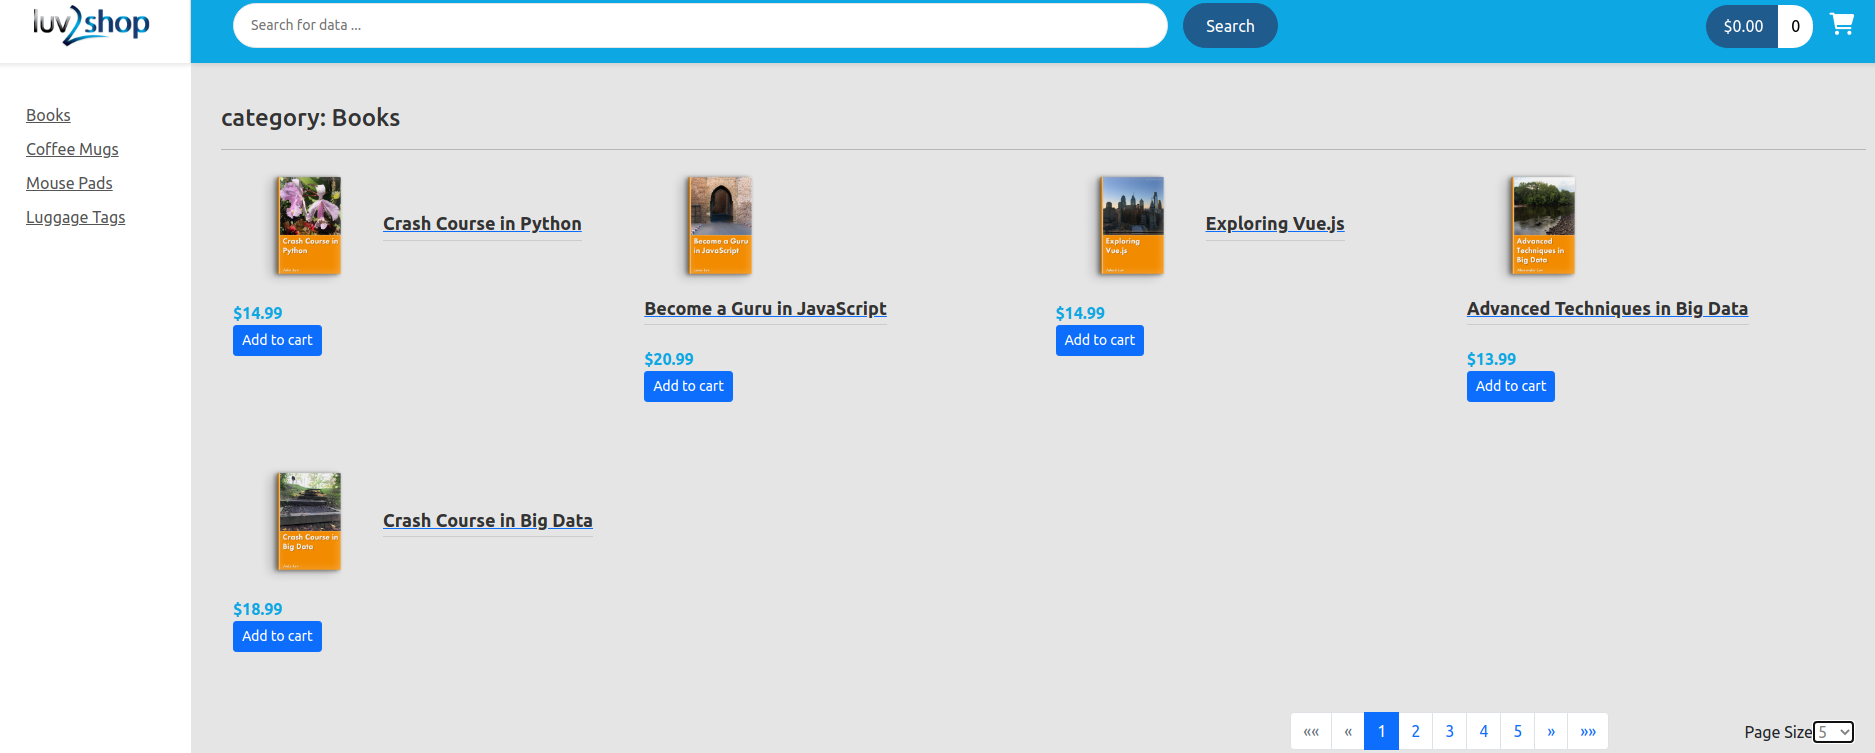 luv2shop
Search for data ...
Search
$0.00 0
Books
Coffee Mugs
Mouse Pads
Luggage Tags
category: Books
Crash Course in
Python
Crash Course in Python
$14.99
Add to cart
Become a Guru
in JavaScript
Become a Guru in JavaScript
$20.99
Add to cart
Exploring
Vue.js
Exploring Vue.js
$14.99
Add to cart
Advanced
Techniques in
Big Data
Advanced Techniques in Big Data
$13.99
Add to cart
Crash Course in
Big Data
Crash Course in Big Data
$18.99
Add to cart
«« « 1 2 3 4 5 » »»
Page Size 5